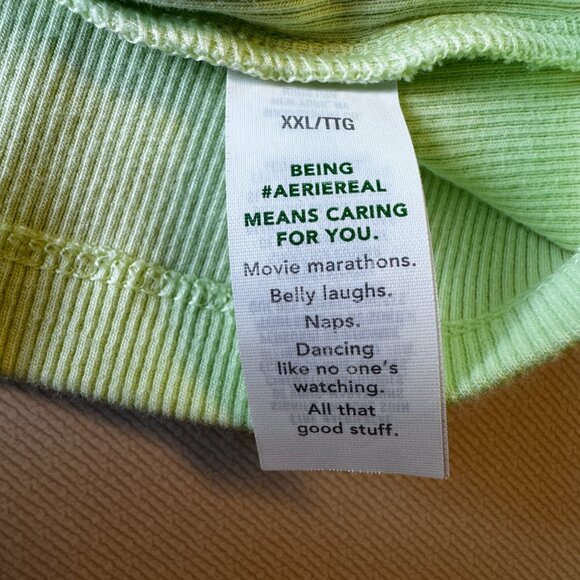 XXL/TTG
BEING
#AERIEREAL
MEANS CARING
FOR YOU.
Movie marathons.
Belly laughs.
Naps.
Dancing
like no one's
watching.
All that
good stuff.